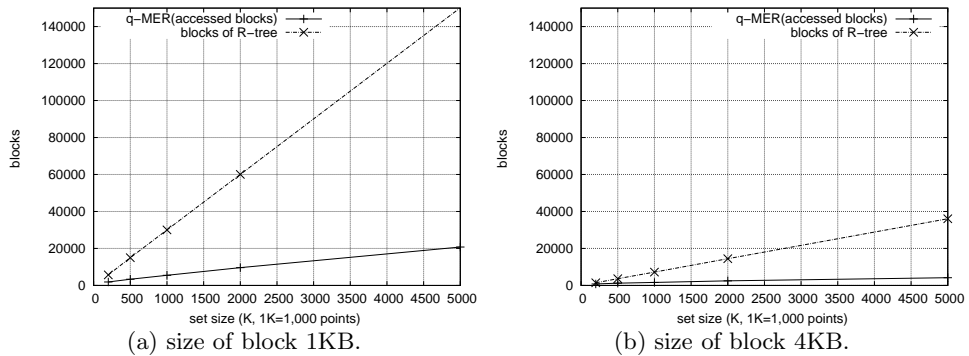 q-MER(accessed blocks)
blocks of R-tree
140000
120000
100000
80000
60000
40000
20000
0
blocks
0 500 1000 1500 2000 2500 3000 3500 4000 4500 5000
set size (K, 1K=1,000 points)
(a) size of block 1KB.
q-MER(accessed blocks)
blocks of R-tree
140000
120000
100000
80000
60000
40000
20000
0
blocks
0 500 1000 1500 2000 2500 3000 3500 4000 4500 5000
set size (K, 1K=1,000 points)
(b) size of block 4KB.